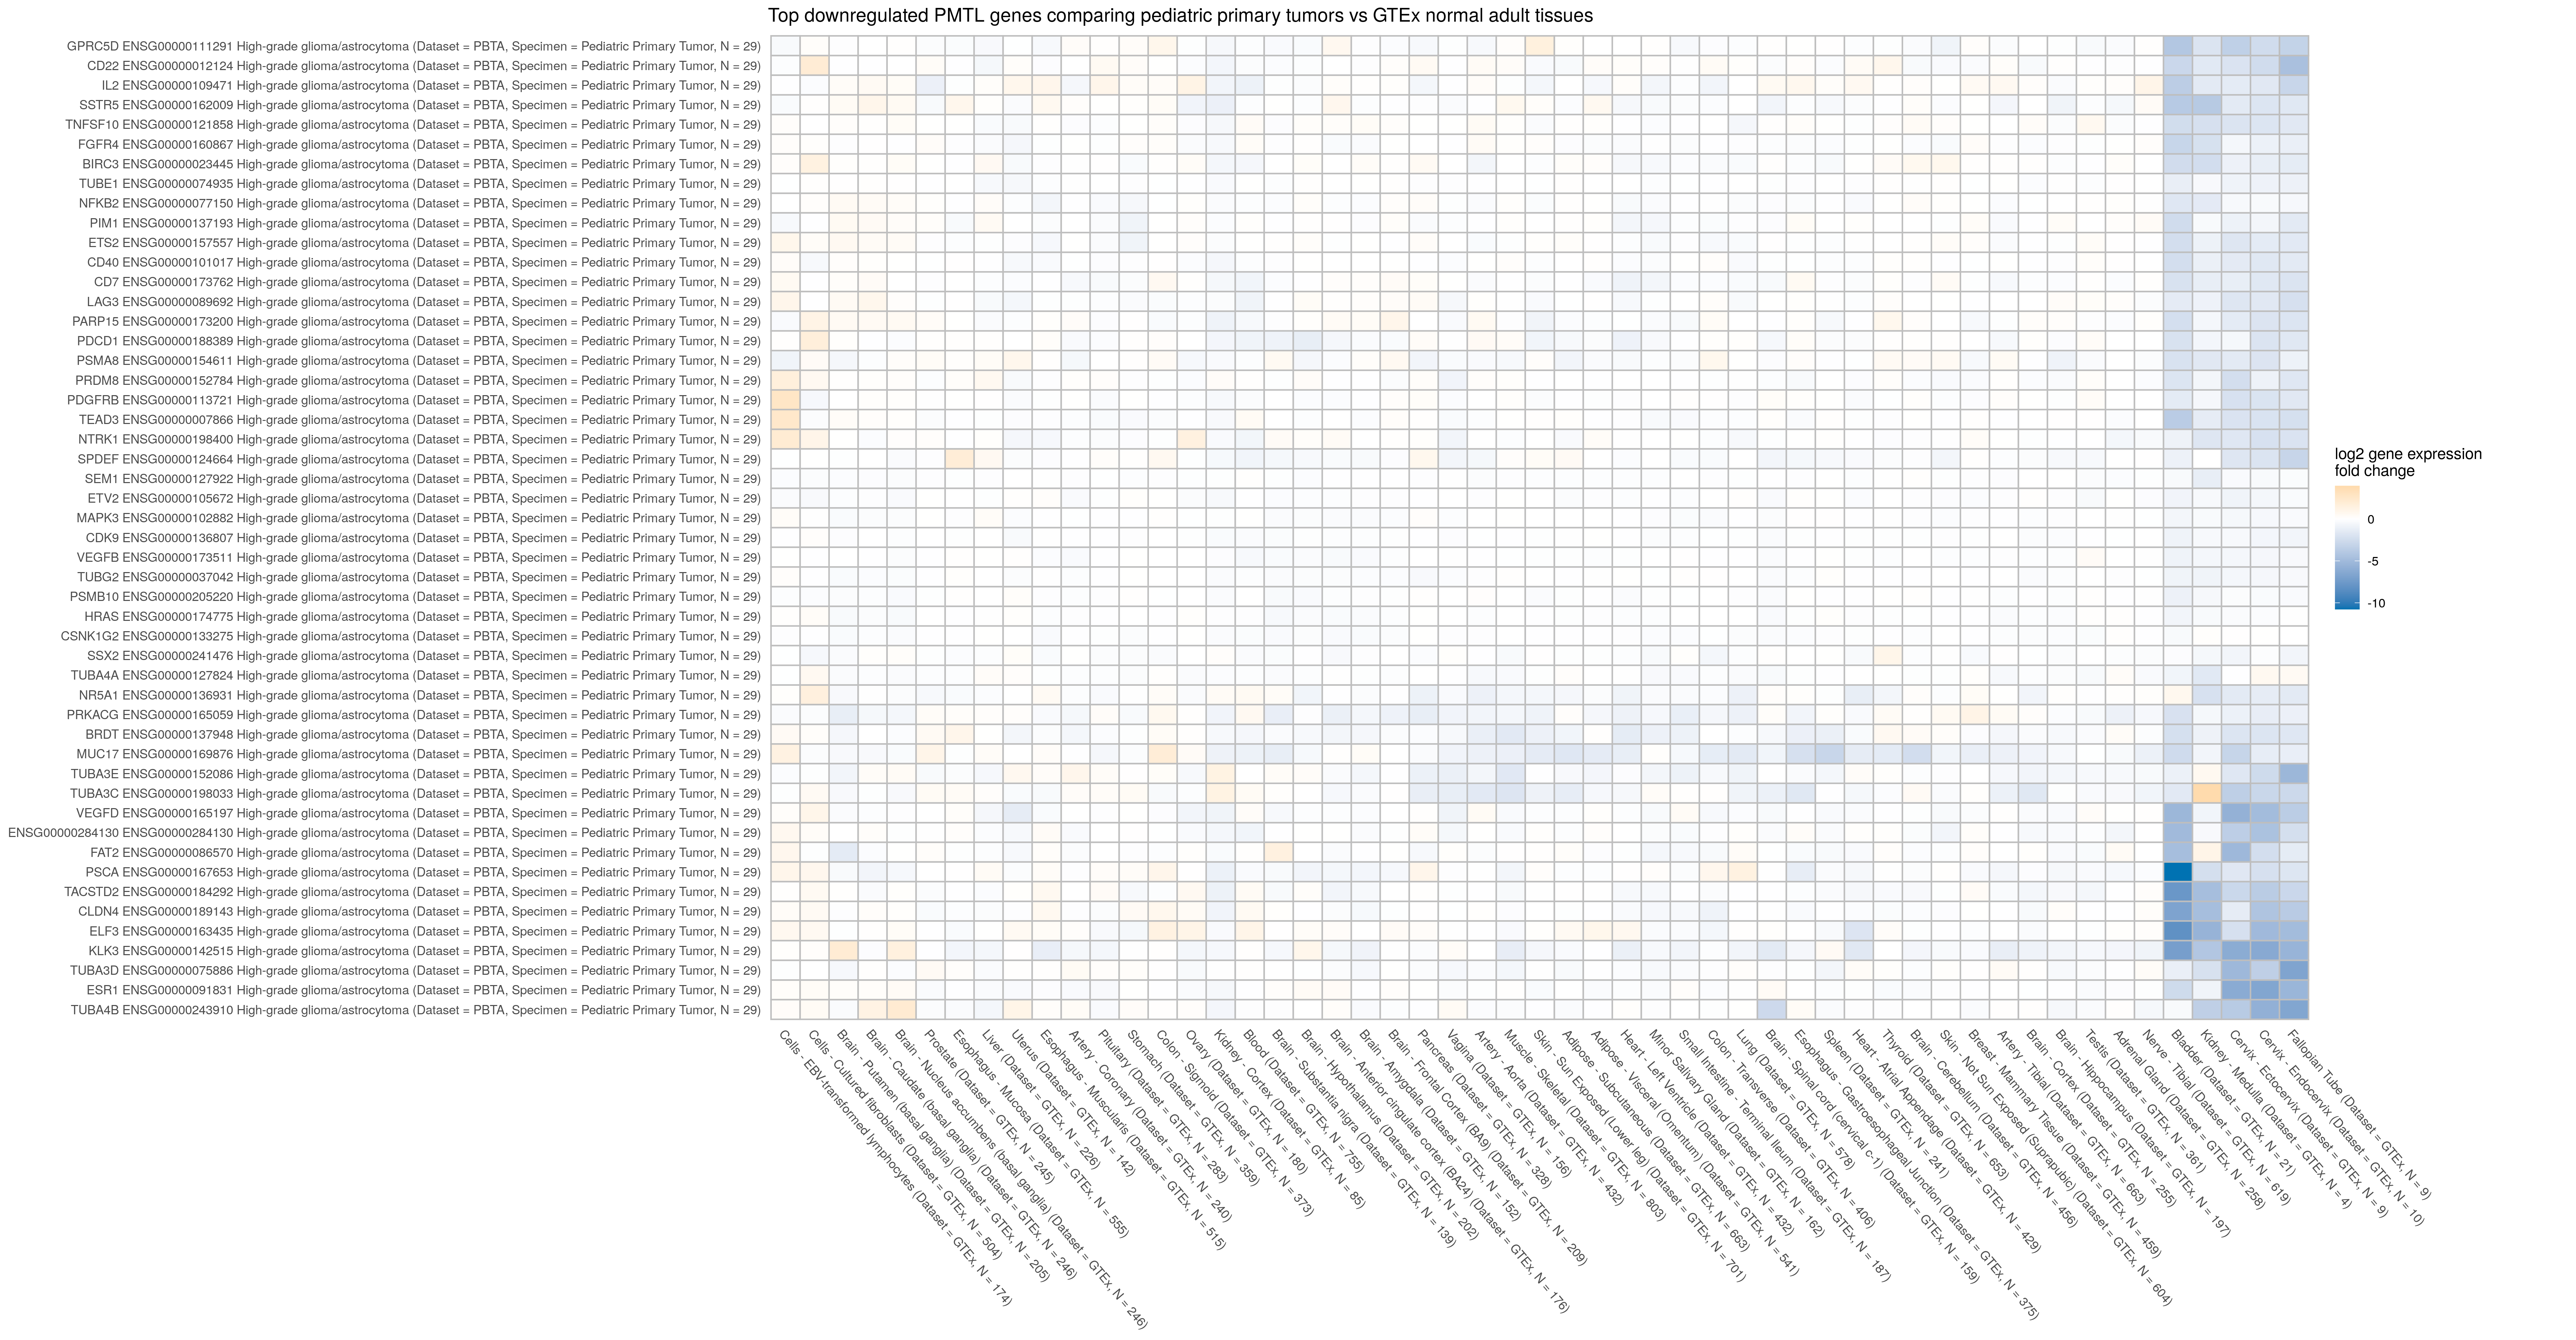 Top downregulated PMTL genes comparing pediatric primary tumors vs GTEx normal adult tissues
GPRC5D ENSG00000111291 High-grade glioma/astrocytoma (Dataset = PBTA, Specimen = Pediatric Primary Tumor, N = 29)
CD22 ENSG00000012124 High-grade glioma/astrocytoma (Dataset = PBTA, Specimen = Pediatric Primary Tumor, N = 29)
IL2 ENSG00000109471 High-grade glioma/astrocytoma (Dataset = PBTA, Specimen = Pediatric Primary Tumor, N = 29)
SSTR5 ENSG00000162009 High-grade glioma/astrocytoma (Dataset = PBTA, Specimen = Pediatric Primary Tumor, N = 29)
TNFSF10 ENSG00000121858 High-grade glioma/astrocytoma (Dataset = PBTA, Specimen = Pediatric Primary Tumor, N = 29)
FGFR4 ENSG00000160867 High-grade glioma/astrocytoma (Dataset = PBTA, Specimen = Pediatric Primary Tumor, N = 29)
BIRC3 ENSG00000023445 High-grade glioma/astrocytoma (Dataset = PBTA, Specimen = Pediatric Primary Tumor, N = 29)
TUBE1 ENSG00000074935 High-grade glioma/astrocytoma (Dataset = PBTA, Specimen = Pediatric Primary Tumor, N = 29)
NFKB2 ENSG00000077150 High-grade glioma/astrocytoma (Dataset = PBTA, Specimen = Pediatric Primary Tumor, N = 29)
PIM1 ENSG00000137193 High-grade glioma/astrocytoma (Dataset = PBTA, Specimen = Pediatric Primary Tumor, N = 29)
ETS2 ENSG00000157557 High-grade glioma/astrocytoma (Dataset = PBTA, Specimen = Pediatric Primary Tumor, N = 29)
CD40 ENSG00000101017 High-grade glioma/astrocytoma (Dataset = PBTA, Specimen = Pediatric Primary Tumor, N = 29)
CD7 ENSG00000173762 High-grade glioma/astrocytoma (Dataset = PBTA, Specimen = Pediatric Primary Tumor, N = 29)
LAG3 ENSG00000089692 High-grade glioma/astrocytoma (Dataset = PBTA, Specimen = Pediatric Primary Tumor, N = 29)
PARP15 ENSG00000173200 High-grade glioma/astrocytoma (Dataset = PBTA, Specimen = Pediatric Primary Tumor, N = 29)
PDCD1 ENSG00000188389 High-grade glioma/astrocytoma (Dataset = PBTA, Specimen = Pediatric Primary Tumor, N = 29)
PSMA8 ENSG00000154611 High-grade glioma/astrocytoma (Dataset = PBTA, Specimen = Pediatric Primary Tumor, N = 29)
PRDM8 ENSG00000152784 High-grade glioma/astrocytoma (Dataset = PBTA, Specimen = Pediatric Primary Tumor, N = 29)
PDGFRB ENSG00000113721 High-grade glioma/astrocytoma (Dataset = PBTA, Specimen = Pediatric Primary Tumor, N = 29)
TEAD3 ENSG00000007866 High-grade glioma/astrocytoma (Dataset = PBTA, Specimen = Pediatric Primary Tumor, N = 29)
NTRK1 ENSG00000198400 High-grade glioma/astrocytoma (Dataset = PBTA, Specimen = Pediatric Primary Tumor, N = 29)
SPDEF ENSG00000124664 High-grade glioma/astrocytoma (Dataset = PBTA, Specimen = Pediatric Primary Tumor, N = 29)
SEM1 ENSG00000127922 High-grade glioma/astrocytoma (Dataset = PBTA, Specimen = Pediatric Primary Tumor, N = 29)
ETV2 ENSG00000105672 High-grade glioma/astrocytoma (Dataset = PBTA, Specimen = Pediatric Primary Tumor, N = 29)
MAPK3 ENSG00000102882 High-grade glioma/astrocytoma (Dataset = PBTA, Specimen = Pediatric Primary Tumor, N = 29)
CDK9 ENSG00000136807 High-grade glioma/astrocytoma (Dataset = PBTA, Specimen = Pediatric Primary Tumor, N = 29)
VEGFB ENSG00000173511 High-grade glioma/astrocytoma (Dataset = PBTA, Specimen = Pediatric Primary Tumor, N = 29)
TUBG2 ENSG00000037042 High-grade glioma/astrocytoma (Dataset = PBTA, Specimen = Pediatric Primary Tumor, N = 29)
PSMB10 ENSG00000205220 High-grade glioma/astrocytoma (Dataset = PBTA, Specimen = Pediatric Primary Tumor, N = 29)
HRAS ENSG00000174775 High-grade glioma/astrocytoma (Dataset = PBTA, Specimen = Pediatric Primary Tumor, N = 29)
CSNK1G2 ENSG00000133275 High-grade glioma/astrocytoma (Dataset = PBTA, Specimen = Pediatric Primary Tumor, N = 29)
SSX2 ENSG00000241476 High-grade glioma/astrocytoma (Dataset = PBTA, Specimen = Pediatric Primary Tumor, N = 29)
TUBA4A ENSG00000127824 High-grade glioma/astrocytoma (Dataset = PBTA, Specimen = Pediatric Primary Tumor, N = 29)
NR5A1 ENSG00000136931 High-grade glioma/astrocytoma (Dataset = PBTA, Specimen = Pediatric Primary Tumor, N = 29)
PRKACG ENSG00000165059 High-grade glioma/astrocytoma (Dataset = PBTA, Specimen = Pediatric Primary Tumor, N = 29)
BRDT ENSG00000137948 High-grade glioma/astrocytoma (Dataset = PBTA, Specimen = Pediatric Primary Tumor, N = 29)
MUC17 ENSG00000169876 High-grade glioma/astrocytoma (Dataset = PBTA, Specimen = Pediatric Primary Tumor, N = 29)
TUBA3E ENSG00000152086 High-grade glioma/astrocytoma (Dataset = PBTA, Specimen = Pediatric Primary Tumor, N = 29)
TUBA3C ENSG00000198033 High-grade glioma/astrocytoma (Dataset = PBTA, Specimen = Pediatric Primary Tumor, N = 29)
VEGFD ENSG00000165197 High-grade glioma/astrocytoma (Dataset = PBTA, Specimen = Pediatric Primary Tumor, N = 29)
ENSG00000284130 ENSG00000284130 High-grade glioma/astrocytoma (Dataset = PBTA, Specimen = Pediatric Primary Tumor, N = 29)
FAT2 ENSG00000086570 High-grade glioma/astrocytoma (Dataset = PBTA, Specimen = Pediatric Primary Tumor, N = 29)
PSCA ENSG00000167653 High-grade glioma/astrocytoma (Dataset = PBTA, Specimen = Pediatric Primary Tumor, N = 29)
TACSTD2 ENSG00000184292 High-grade glioma/astrocytoma (Dataset = PBTA, Specimen = Pediatric Primary Tumor, N = 29)
CLDN4 ENSG00000189143 High-grade glioma/astrocytoma (Dataset = PBTA, Specimen = Pediatric Primary Tumor, N = 29)
ELF3 ENSG00000163435 High-grade glioma/astrocytoma (Dataset = PBTA, Specimen = Pediatric Primary Tumor, N = 29)
KLK3 ENSG00000142515 High-grade glioma/astrocytoma (Dataset = PBTA, Specimen = Pediatric Primary Tumor, N = 29)
TUBA3D ENSG00000075886 High-grade glioma/astrocytoma (Dataset = PBTA, Specimen = Pediatric Primary Tumor, N = 29)
ESR1 ENSG00000091831 High-grade glioma/astrocytoma (Dataset = PBTA, Specimen = Pediatric Primary Tumor, N = 29)
TUBA4B ENSG00000243910 High-grade glioma/astrocytoma (Dataset = PBTA, Specimen = Pediatric Primary Tumor, N = 29)
log2 gene expression
fold change
0
-5
-10
Cells - EBV-transformed lymphocytes (Dataset = GTEx, N = 174)
Cells - Cultured fibroblasts (Dataset = GTEx, N = 504)
Brain - Putamen (basal ganglia) (Dataset = GTEx, N = 205)
Brain - Caudate (basal ganglia) (Dataset = GTEx, N = 246)
Brain - Nucleus accumbens (basal ganglia) (Dataset = GTEx, N = 246)
Prostate (Dataset = GTEx, N = 245)
Esophagus - Mucosa (Dataset = GTEx, N = 555)
Liver (Dataset = GTEx, N = 226)
Uterus (Dataset = GTEx, N = 142)
Esophagus - Muscularis (Dataset = GTEx, N = 515)
Artery - Coronary (Dataset = GTEx, N = 240)
Pituitary (Dataset = GTEx, N = 283)
Stomach (Dataset = GTEx, N = 359)
Colon - Sigmoid (Dataset = GTEx, N = 373)
Ovary (Dataset = GTEx, N = 180)
Kidney - Cortex (Dataset = GTEx, N = 85)
Blood (Dataset = GTEx, N = 755)
Brain - Substantia nigra (Dataset = GTEx, N = 139)
Brain - Hypothalamus (Dataset = GTEx, N = 202)
Brain - Anterior cingulate cortex (BA24) (Dataset = GTEx, N = 176)
Brain - Amygdala (Dataset = GTEx, N = 152)
Brain - Frontal Cortex (BA9) (Dataset = GTEx, N = 209)
Pancreas (Dataset = GTEx, N = 328)
Vagina (Dataset = GTEx, N = 156)
Artery - Aorta (Dataset = GTEx, N = 432)
Muscle - Skeletal (Dataset = GTEx, N = 803)
Skin - Sun Exposed (Lower leg) (Dataset = GTEx, N = 701)
Adipose - Subcutaneous (Dataset = GTEx, N = 663)
Adipose - Visceral (Omentum) (Dataset = GTEx, N = 541)
Heart - Left Ventricle (Dataset = GTEx, N = 432)
Minor Salivary Gland (Dataset = GTEx, N = 162)
Small Intestine - Terminal Ileum (Dataset = GTEx, N = 187)
Colon - Transverse (Dataset = GTEx, N = 406)
Lung (Dataset = GTEx, N = 578)
Brain - Spinal cord (cervical c-1) (Dataset = GTEx, N = 159)
Esophagus - Gastroesophageal Junction (Dataset = GTEx, N = 375)
Spleen (Dataset = GTEx, N = 241)
Heart - Atrial Appendage (Dataset = GTEx, N = 429)
Thyroid (Dataset = GTEx, N = 653)
Brain - Cerebellum (Dataset = GTEx, N = 456)
Skin - Not Sun Exposed (Suprapubic) (Dataset = GTEx, N = 604)
Breast - Mammary Tissue (Dataset = GTEx, N = 459)
Artery - Tibial (Dataset = GTEx, N = 663)
Brain - Cortex (Dataset = GTEx, N = 255)
Brain - Hippocampus (Dataset = GTEx, N = 197)
Testis (Dataset = GTEx, N = 361)
Adrenal Gland (Dataset = GTEx, N = 258)
Nerve - Tibial (Dataset = GTEx, N = 619)
Bladder (Dataset = GTEx, N = 21)
Kidney - Medulla (Dataset = GTEx, N = 4)
Cervix - Ectocervix (Dataset = GTEx, N = 9)
Cervix - Endocervix (Dataset = GTEx, N = 10)
Fallopian Tube (Dataset = GTEx, N = 9)